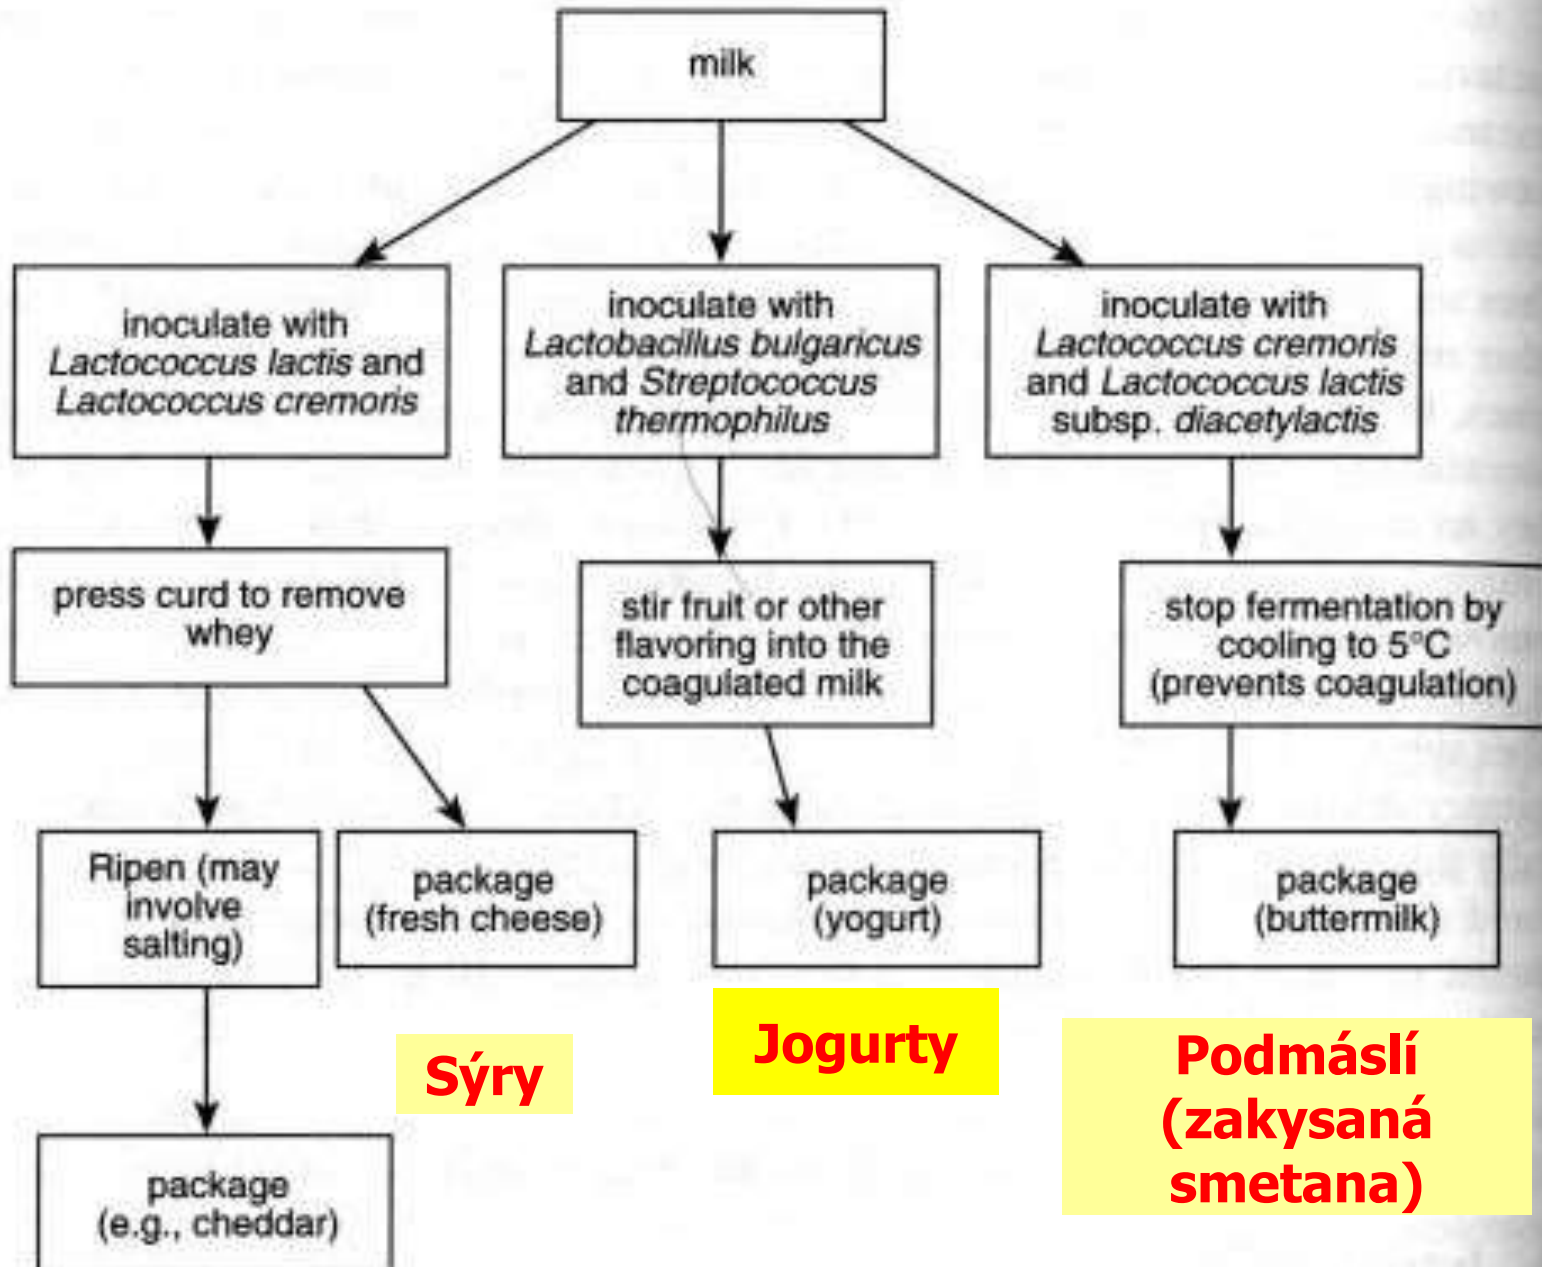 milk
inoculate with
Lactococcus lactis and
Lactococcus cremoris
inoculate with
Lactobacillus bulgaricus
and Streptococcus
thermophilus
inoculate with
Lactococcus cremoris
and Lactococcus lactis
subsp. diacetylactis
press curd to remove
whey
stir fruit or other
flavoring into the
coagulated milk
stop fermentation by
cooling to 5°C
(prevents coagulation)
Ripen (may
involve
salting)
package
(fresh cheese)
package
(yogurt)
package
(buttermilk)
Sýry
Jogurty
Podmáslí
(zakysaná
smetana)
package
(e.g., cheddar)